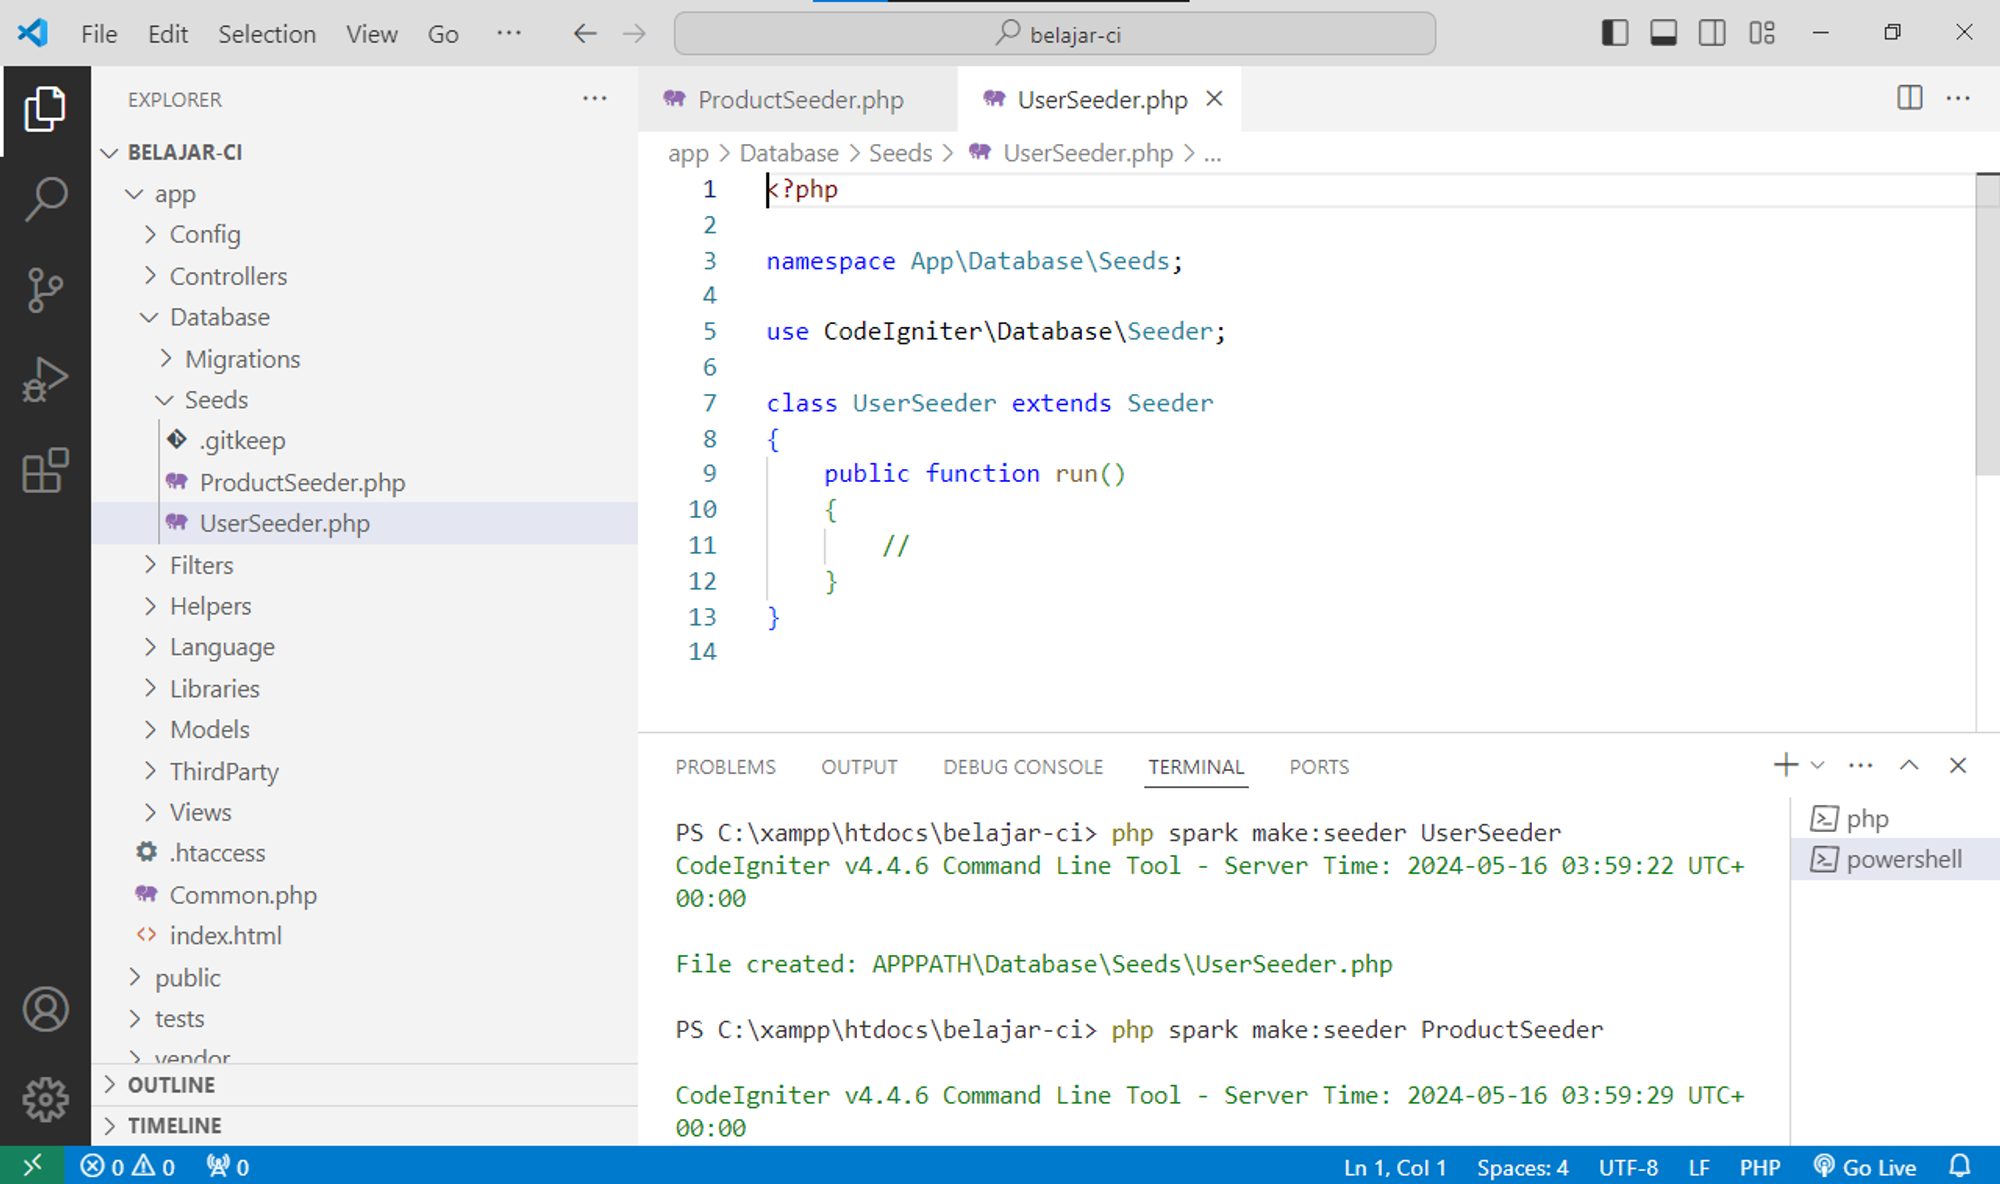 File Edit Selection View Go ··· belajar-ci
EXPLORER ···
BELAJAR-CI
app
Config
Controllers
Database
Migrations
Seeds
.gitkeep
ProductSeeder.php
UserSeeder.php
Filters
Helpers
Language
Libraries
Models
ThirdParty
Views
.htaccess
Common.php
index.html
public
tests
vendor
OUTLINE
TIMELINE
ProductSeeder.php UserSeeder.php
app > Database > Seeds > UserSeeder.php > ...
1 <?php
2
3 namespace App\Database\Seeds;
4
5 use CodeIgniter\Database\Seeder;
6
7 class UserSeeder extends Seeder
8 {
9 public function run()
10 {
11 //
12 }
13 }
14
PROBLEMS OUTPUT DEBUG CONSOLE TERMINAL PORTS
PS C:\xampp\htdocs\belajar-ci> php spark make:seeder UserSeeder
CodeIgniter v4.4.6 Command Line Tool - Server Time: 2024-05-16 03:59:22 UTC+
00:00
File created: APPPATH\Database\Seeds\UserSeeder.php
PS C:\xampp\htdocs\belajar-ci> php spark make:seeder ProductSeeder
CodeIgniter v4.4.6 Command Line Tool - Server Time: 2024-05-16 03:59:29 UTC+
00:00
php
powershell
0 0 0 Ln 1, Col 1 Spaces: 4 UTF-8 LF PHP Go Live